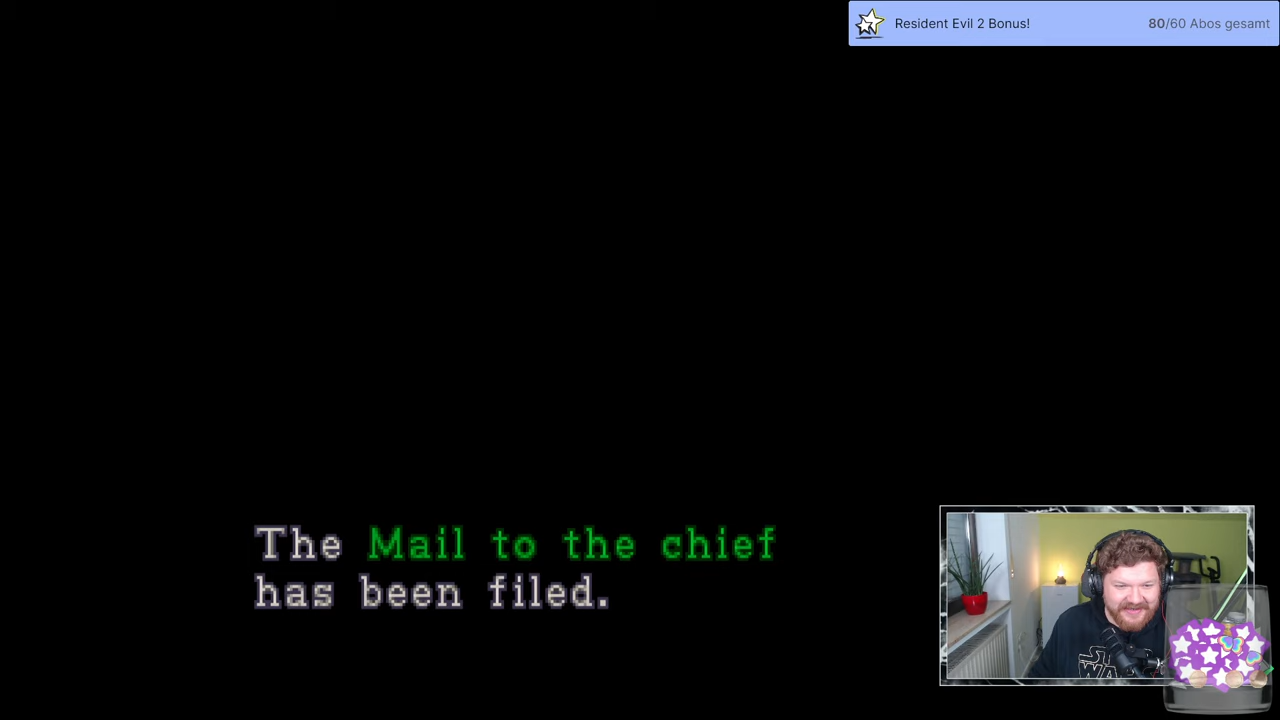 Resident Evil 2 Bonus! 80/60 Abos gesamt
The Mail to the chief
has been filed.